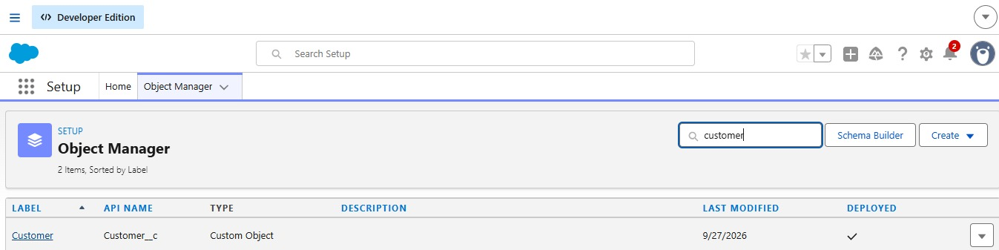 </> Developer Edition
Search Setup
2
Setup Home Object Manager
SETUP
Object Manager
2 Items, Sorted by Label
customer
Schema Builder
Create
LABEL API NAME TYPE DESCRIPTION LAST MODIFIED DEPLOYED
Customer Customer__c Custom Object 9/27/2026